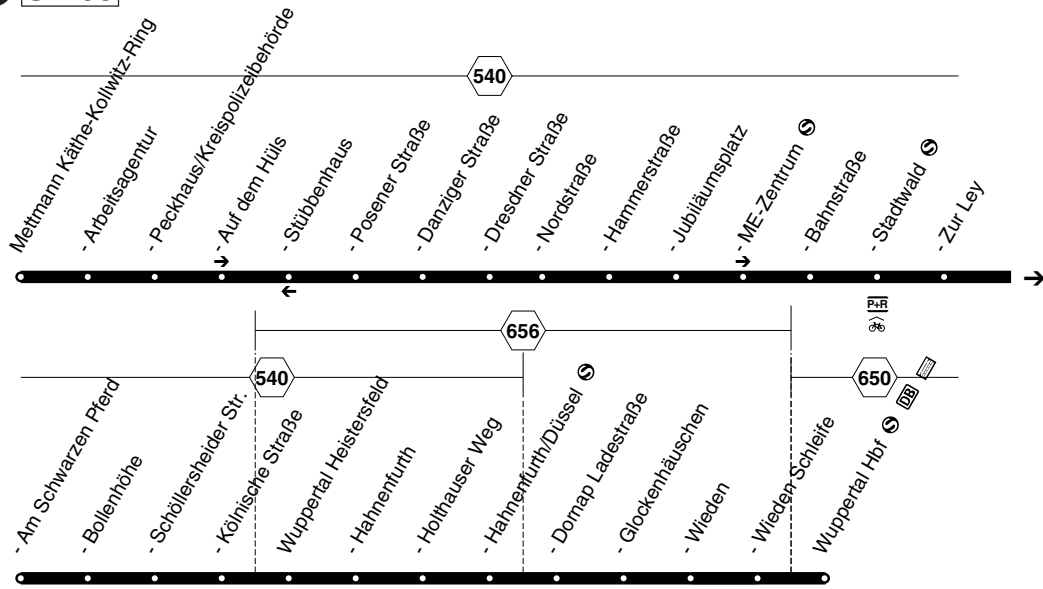 540
Mettmann Käthe-Kollwitz-Ring
- Arbeitsagentur
- Peckhaus/Kreispolizeibehörde
- Auf dem Hüls
- Stübbenhaus
- Posener Straße
- Danziger Straße
- Dresdner Straße
- Nordstraße
- Hammerstraße
- Jubiläumsplatz
- ME-Zentrum
- Bahnstraße
- Stadtwald
- Zur Ley
P+R
656
540
650
- Am Schwarzen Pferd
- Bollenhöhe
- Schöllersheider Str.
- Kölnische Straße
Wuppertal Heistersfeld
- Hahnenfurth
- Holthauser Weg
- Hahnenfurth/Düssel
- Dornap Ladestraße
- Glockenhäuschen
- Wieden
- Wieden Schleife
Wuppertal Hbf
DB